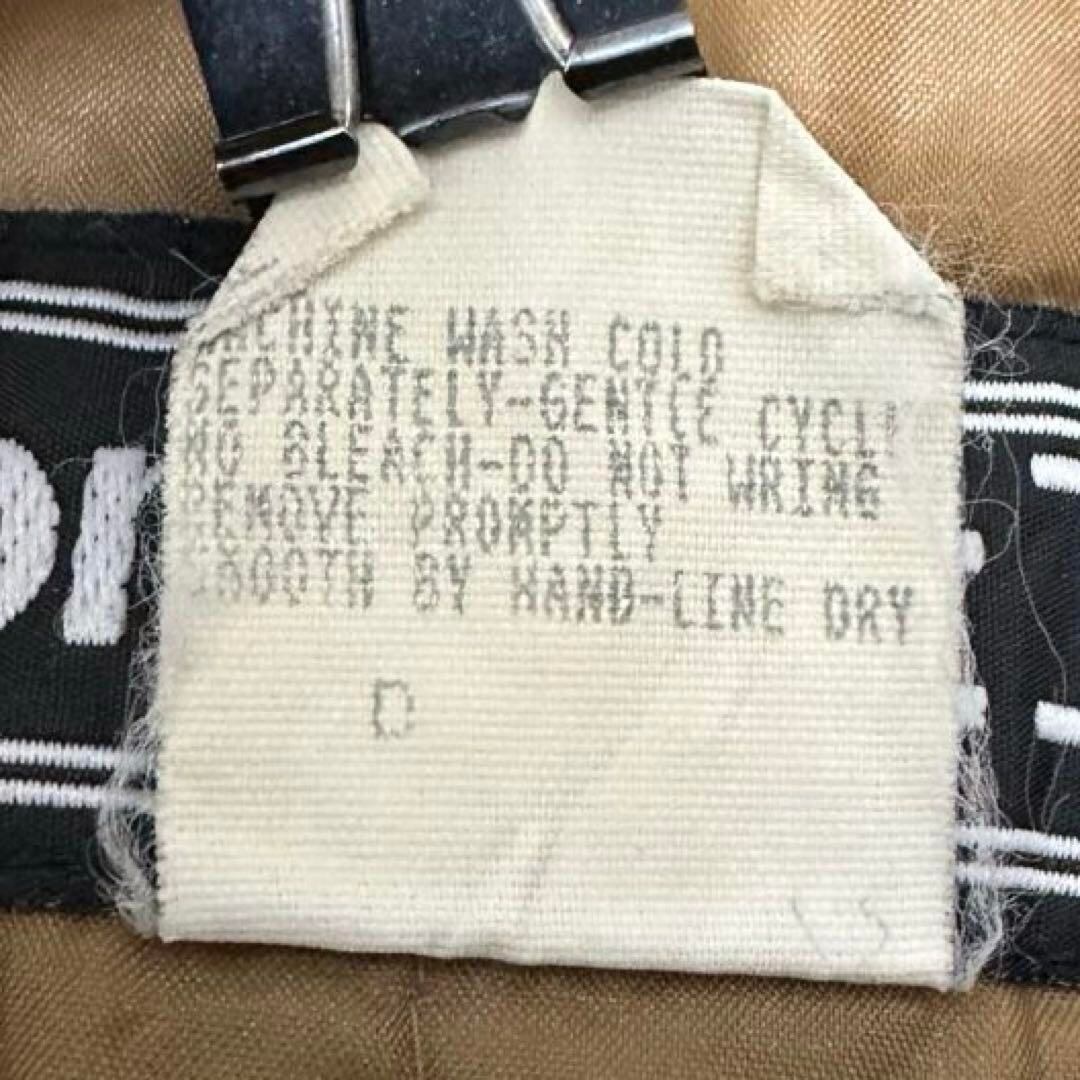 MACHINE WASH COLD
SEPARATELY-GENTLE CYCLE
NO BLEACH-DO NOT WRING
REMOVE PROMPTLY
SMOOTH BY HAND-LINE DRY
D